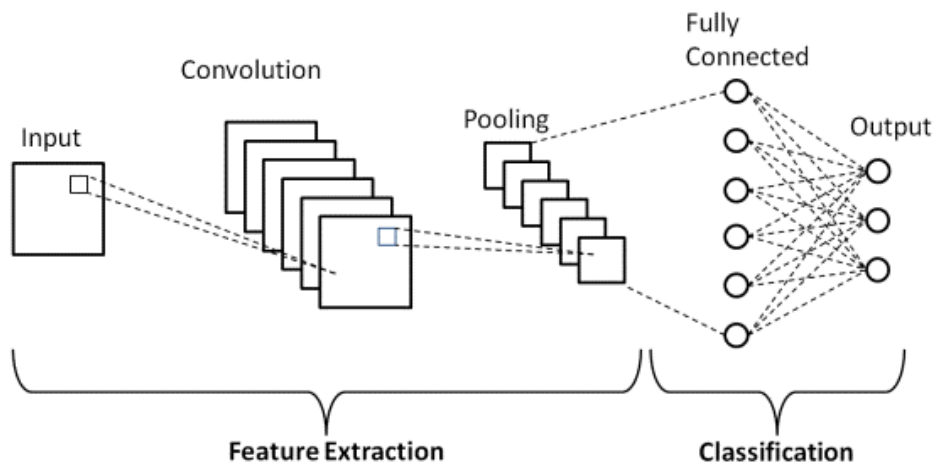 Input
Convolution
Pooling
Fully
Connected
Output
Feature Extraction
Classification